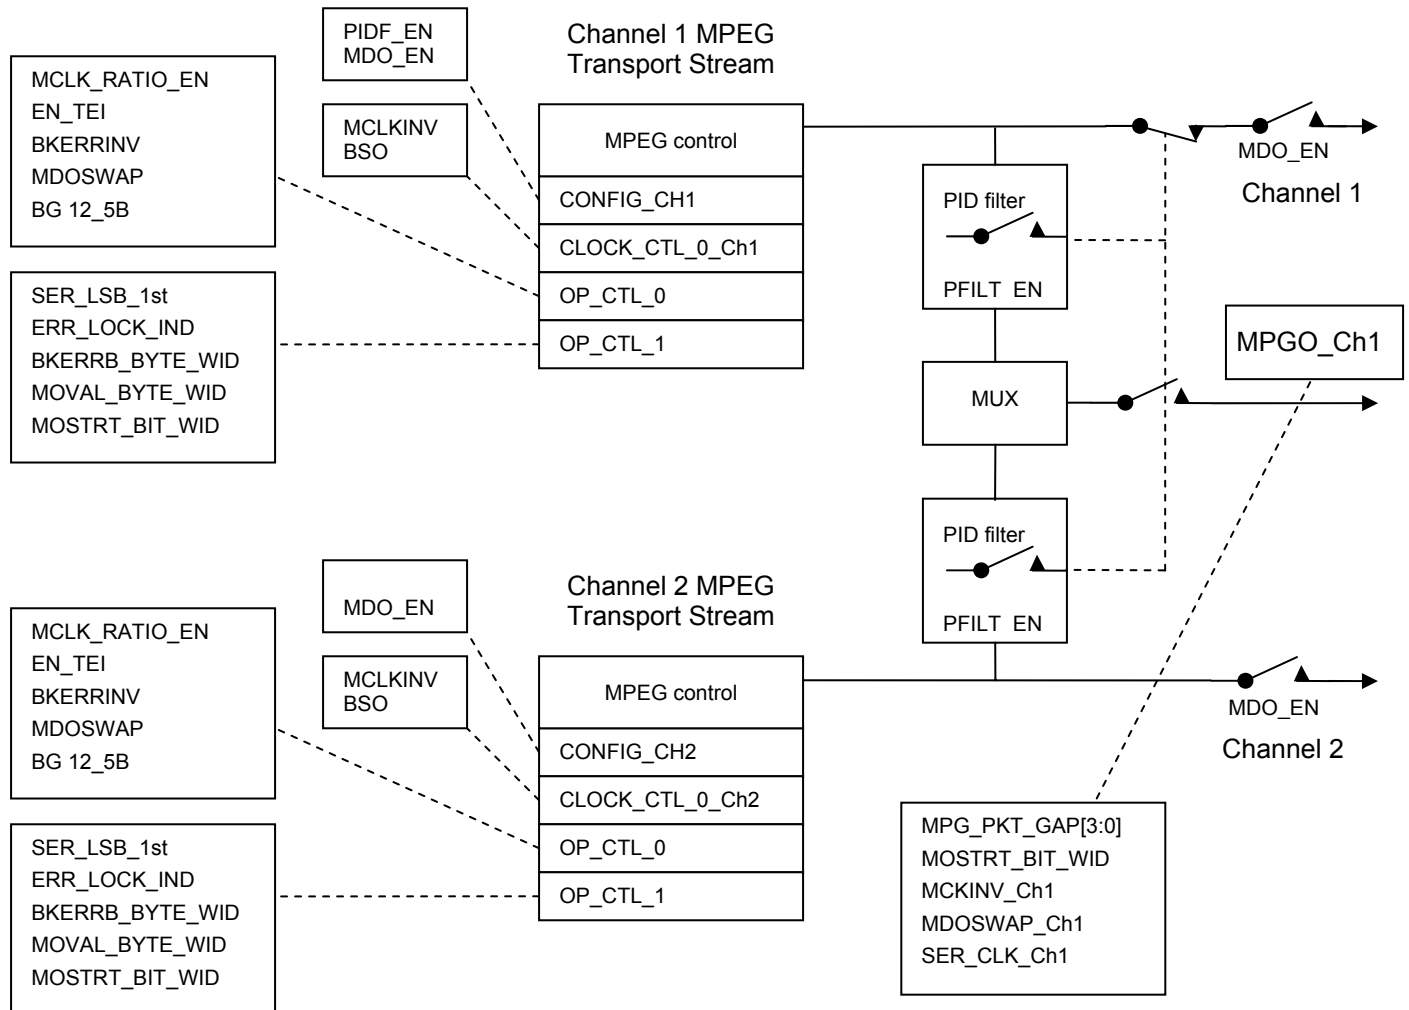 PIDF_EN
MDO_EN
Channel 1 MPEG
Transport Stream
MCLK_RATIO_EN
EN_TEI
BKERRINV
MDOSWAP
BG 12_5B
MCLKINV
BSO
MPEG control
CONFIG_CH1
CLOCK_CTL_0_Ch1
OP_CTL_0
OP_CTL_1
SER_LSB_1st
ERR_LOCK_IND
BKERRB_BYTE_WID
MOVAL_BYTE_WID
MOSTRT_BIT_WID
MDO_EN
Channel 1
PID filter
PFILT EN
MPGO_Ch1
MUX
PID filter
PFILT EN
MDO_EN
Channel 2 MPEG
Transport Stream
MCLK_RATIO_EN
EN_TEI
BKERRINV
MDOSWAP
BG 12_5B
MCLKINV
BSO
MPEG control
CONFIG_CH2
CLOCK_CTL_0_Ch2
OP_CTL_0
OP_CTL_1
SER_LSB_1st
ERR_LOCK_IND
BKERRB_BYTE_WID
MOVAL_BYTE_WID
MOSTRT_BIT_WID
MDO_EN
Channel 2
MPG_PKT_GAP[3:0]
MOSTRT_BIT_WID
MCKINV_Ch1
MDOSWAP_Ch1
SER_CLK_Ch1